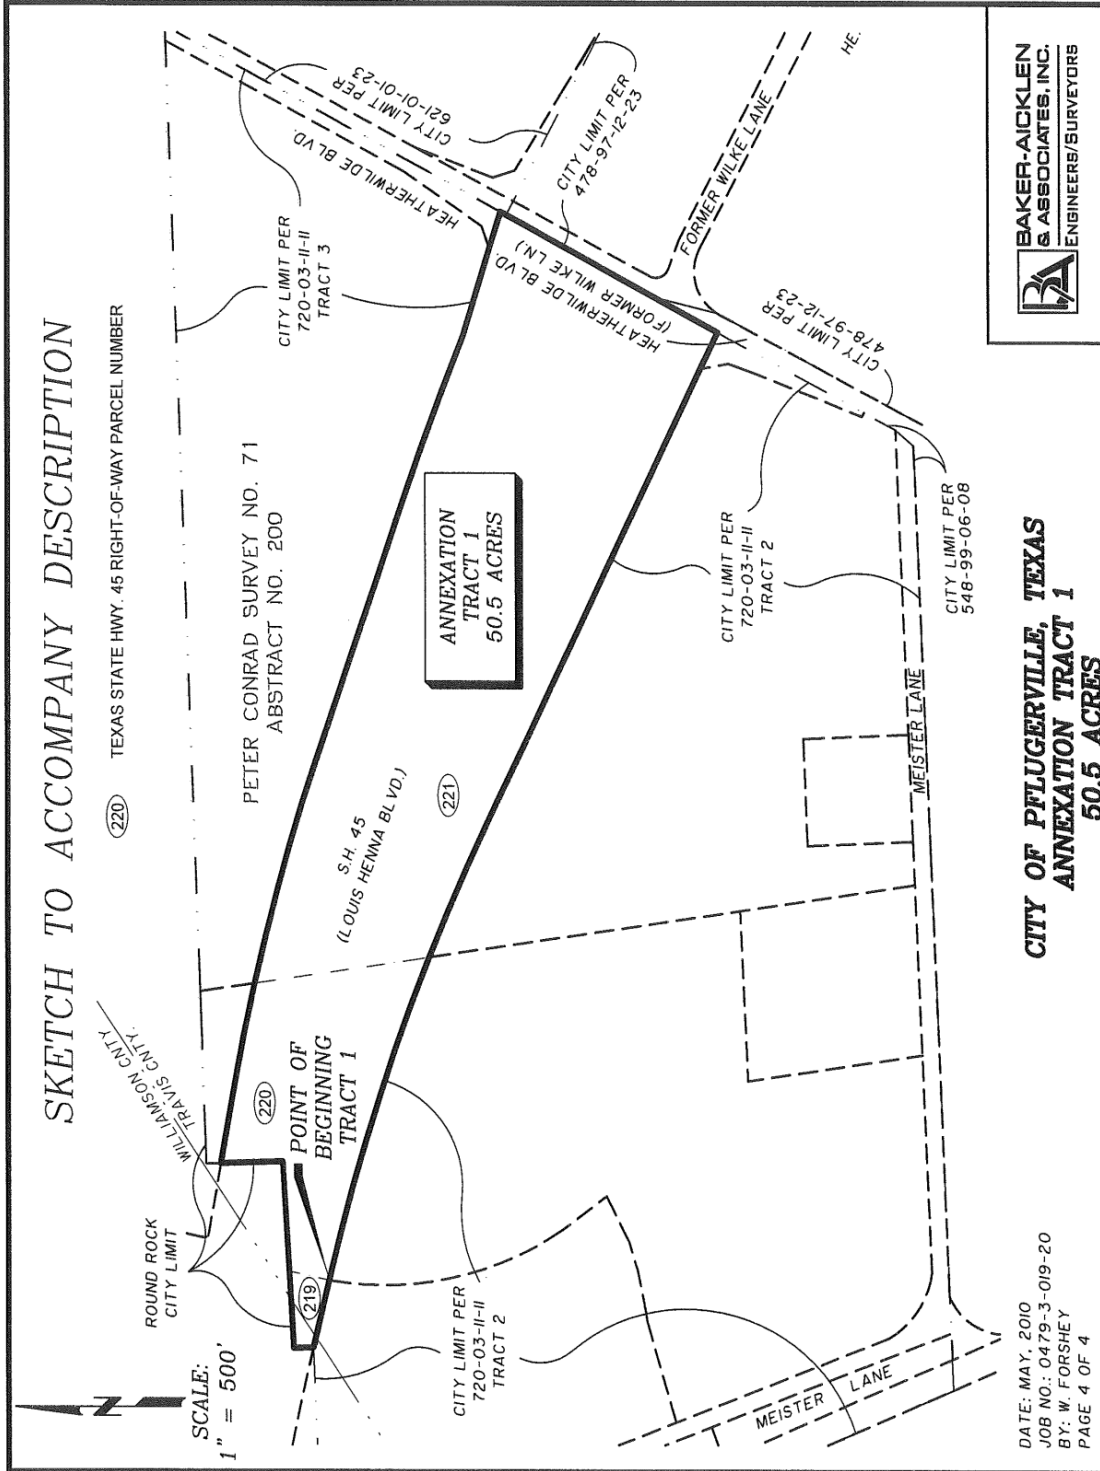 SKETCH TO ACCOMPANY DESCRIPTION
220 TEXAS STATE HWY. 45 RIGHT-OF-WAY PARCEL NUMBER
N
SCALE:
1" = 500'
ROUND ROCK
CITY LIMIT
WILLIAMSON CNTY
TRAVIS CNTY.
PETER CONRAD SURVEY NO. 71
ABSTRACT NO. 200
CITY LIMIT PER
720-03-11-11
TRACT 3
HEATHERWILDE BLVD.
CITY LIMIT PER
621-01-01-23
CITY LIMIT PER
478-97-12-23
220
POINT OF
BEGINNING
TRACT 1
219
S.H. 45
(LOUIS HENNA BLVD.)
221
ANNEXATION
TRACT 1
50.5 ACRES
HEATHERWILDE BLVD.
(FORMER WILKE LN.)
FORMER WILKE LANE
HE.
CITY LIMIT PER
478-97-12-23
CITY LIMIT PER
720-03-11-11
TRACT 2
CITY LIMIT PER
720-03-11-11
TRACT 2
CITY LIMIT PER
548-99-06-08
MEISTER LANE
MEISTER LANE
DATE: MAY, 2010
JOB NO.: 0479-3-019-20
BY: W. FORSHEY
PAGE 4 OF 4
CITY OF PFLUGERVILLE, TEXAS
ANNEXATION TRACT 1
50.5 ACRES
BA
BAKER-AICKLEN
& ASSOCIATES, INC.
ENGINEERS/SURVEYORS